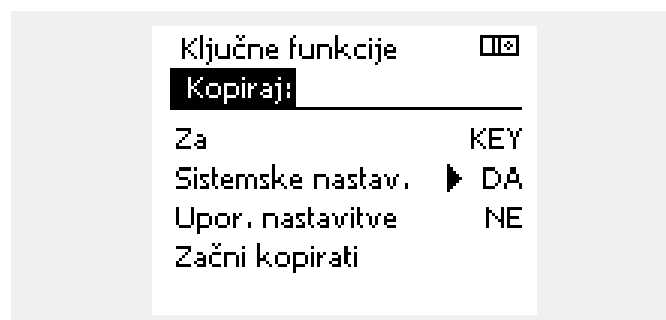 Ključne funkcije
Kopiraj:
Za KEY
Sistemske nastav. ▶ DA
Upor. nastavitve NE
Začni kopirati